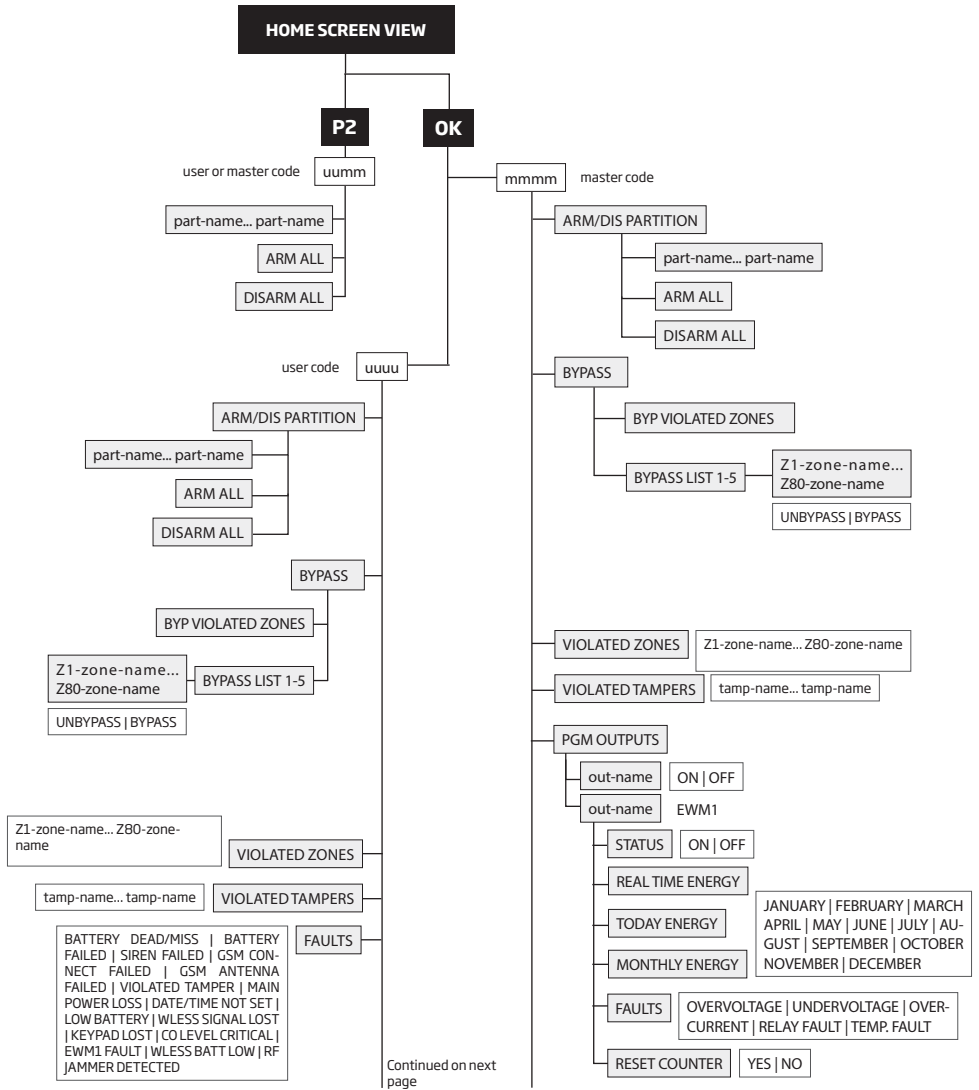 HOME SCREEN VIEW
P2
OK
user or master code
uumm
part-name... part-name
ARM ALL
DISARM ALL
mmmm
master code
ARM/DIS PARTITION
part-name... part-name
ARM ALL
DISARM ALL
BYPASS
BYP VIOLATED ZONES
BYPASS LIST 1-5
Z1-zone-name...
Z80-zone-name
UNBYPASS | BYPASS
VIOLATED ZONES
Z1-zone-name... Z80-zone-name
VIOLATED TAMPERS
tamp-name... tamp-name
PGM OUTPUTS
out-name
ON | OFF
out-name
EWM1
STATUS
ON | OFF
REAL TIME ENERGY
TODAY ENERGY
MONTHLY ENERGY
JANUARY | FEBRUARY | MARCH
APRIL | MAY | JUNE | JULY | AU-
GUST | SEPTEMBER | OCTOBER
NOVEMBER | DECEMBER
FAULTS
OVERVOLTAGE | UNDERVOLTAGE | OVER-
CURRENT | RELAY FAULT | TEMP. FAULT
RESET COUNTER
YES | NO
user code
uuuu
ARM/DIS PARTITION
part-name... part-name
ARM ALL
DISARM ALL
BYPASS
BYP VIOLATED ZONES
Z1-zone-name...
Z80-zone-name
BYPASS LIST 1-5
UNBYPASS | BYPASS
Z1-zone-name... Z80-zone-
name
VIOLATED ZONES
tamp-name... tamp-name
VIOLATED TAMPERS
FAULTS
BATTERY DEAD/MISS | BATTERY
FAILED | SIREN FAILED | GSM CON-
NECT FAILED | GSM ANTENNA
FAILED | VIOLATED TAMPER | MAIN
POWER LOSS | DATE/TIME NOT SET |
LOW BATTERY | WLESS SIGNAL LOST
| KEYPAD LOST | CO LEVEL CRITICAL |
EWM1 FAULT | WLESS BATT LOW | RF
JAMMER DETECTED
Continued on next
page